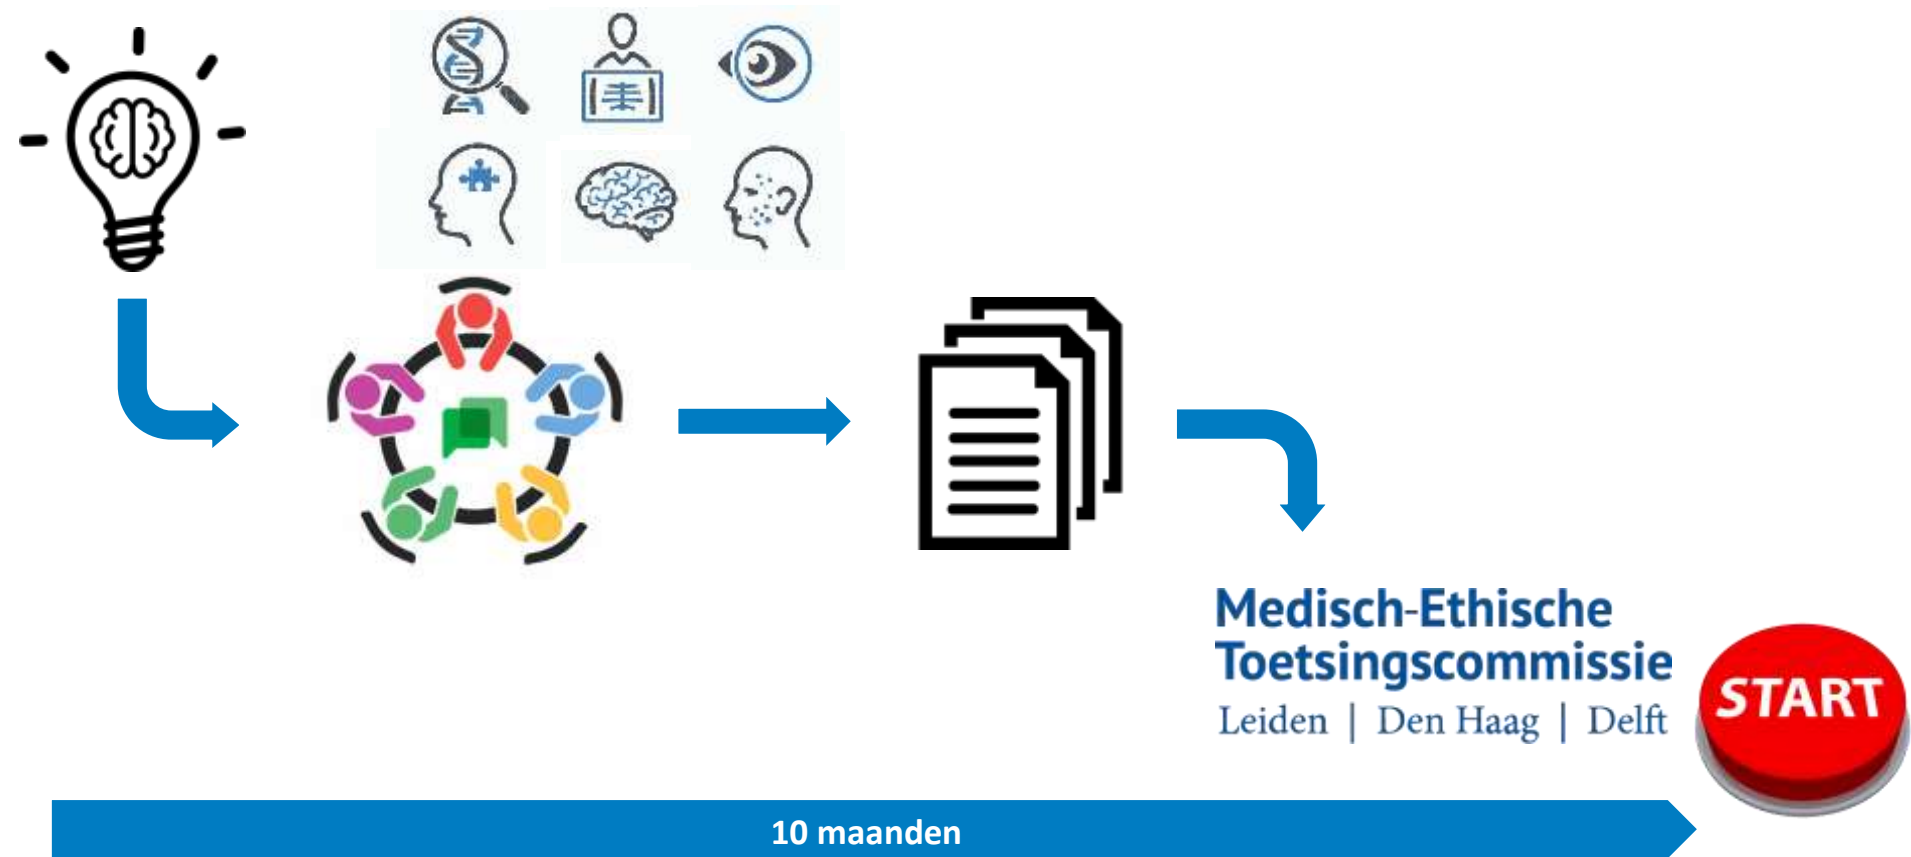 Medisch-Ethische
Toetsingscommissie
Leiden | Den Haag | Delft
START
10 maanden